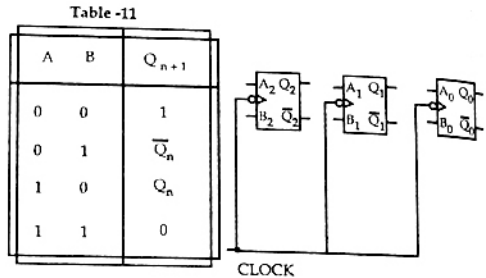 Table -11
A B Q n + 1
0 0 1
0 1 Q̅n
1 0 Qn
1 1 0
A2 Q2
B2 Q̅2
A1 Q1
B1 Q̅1
A0 Q0
B0 Q̅0
CLOCK